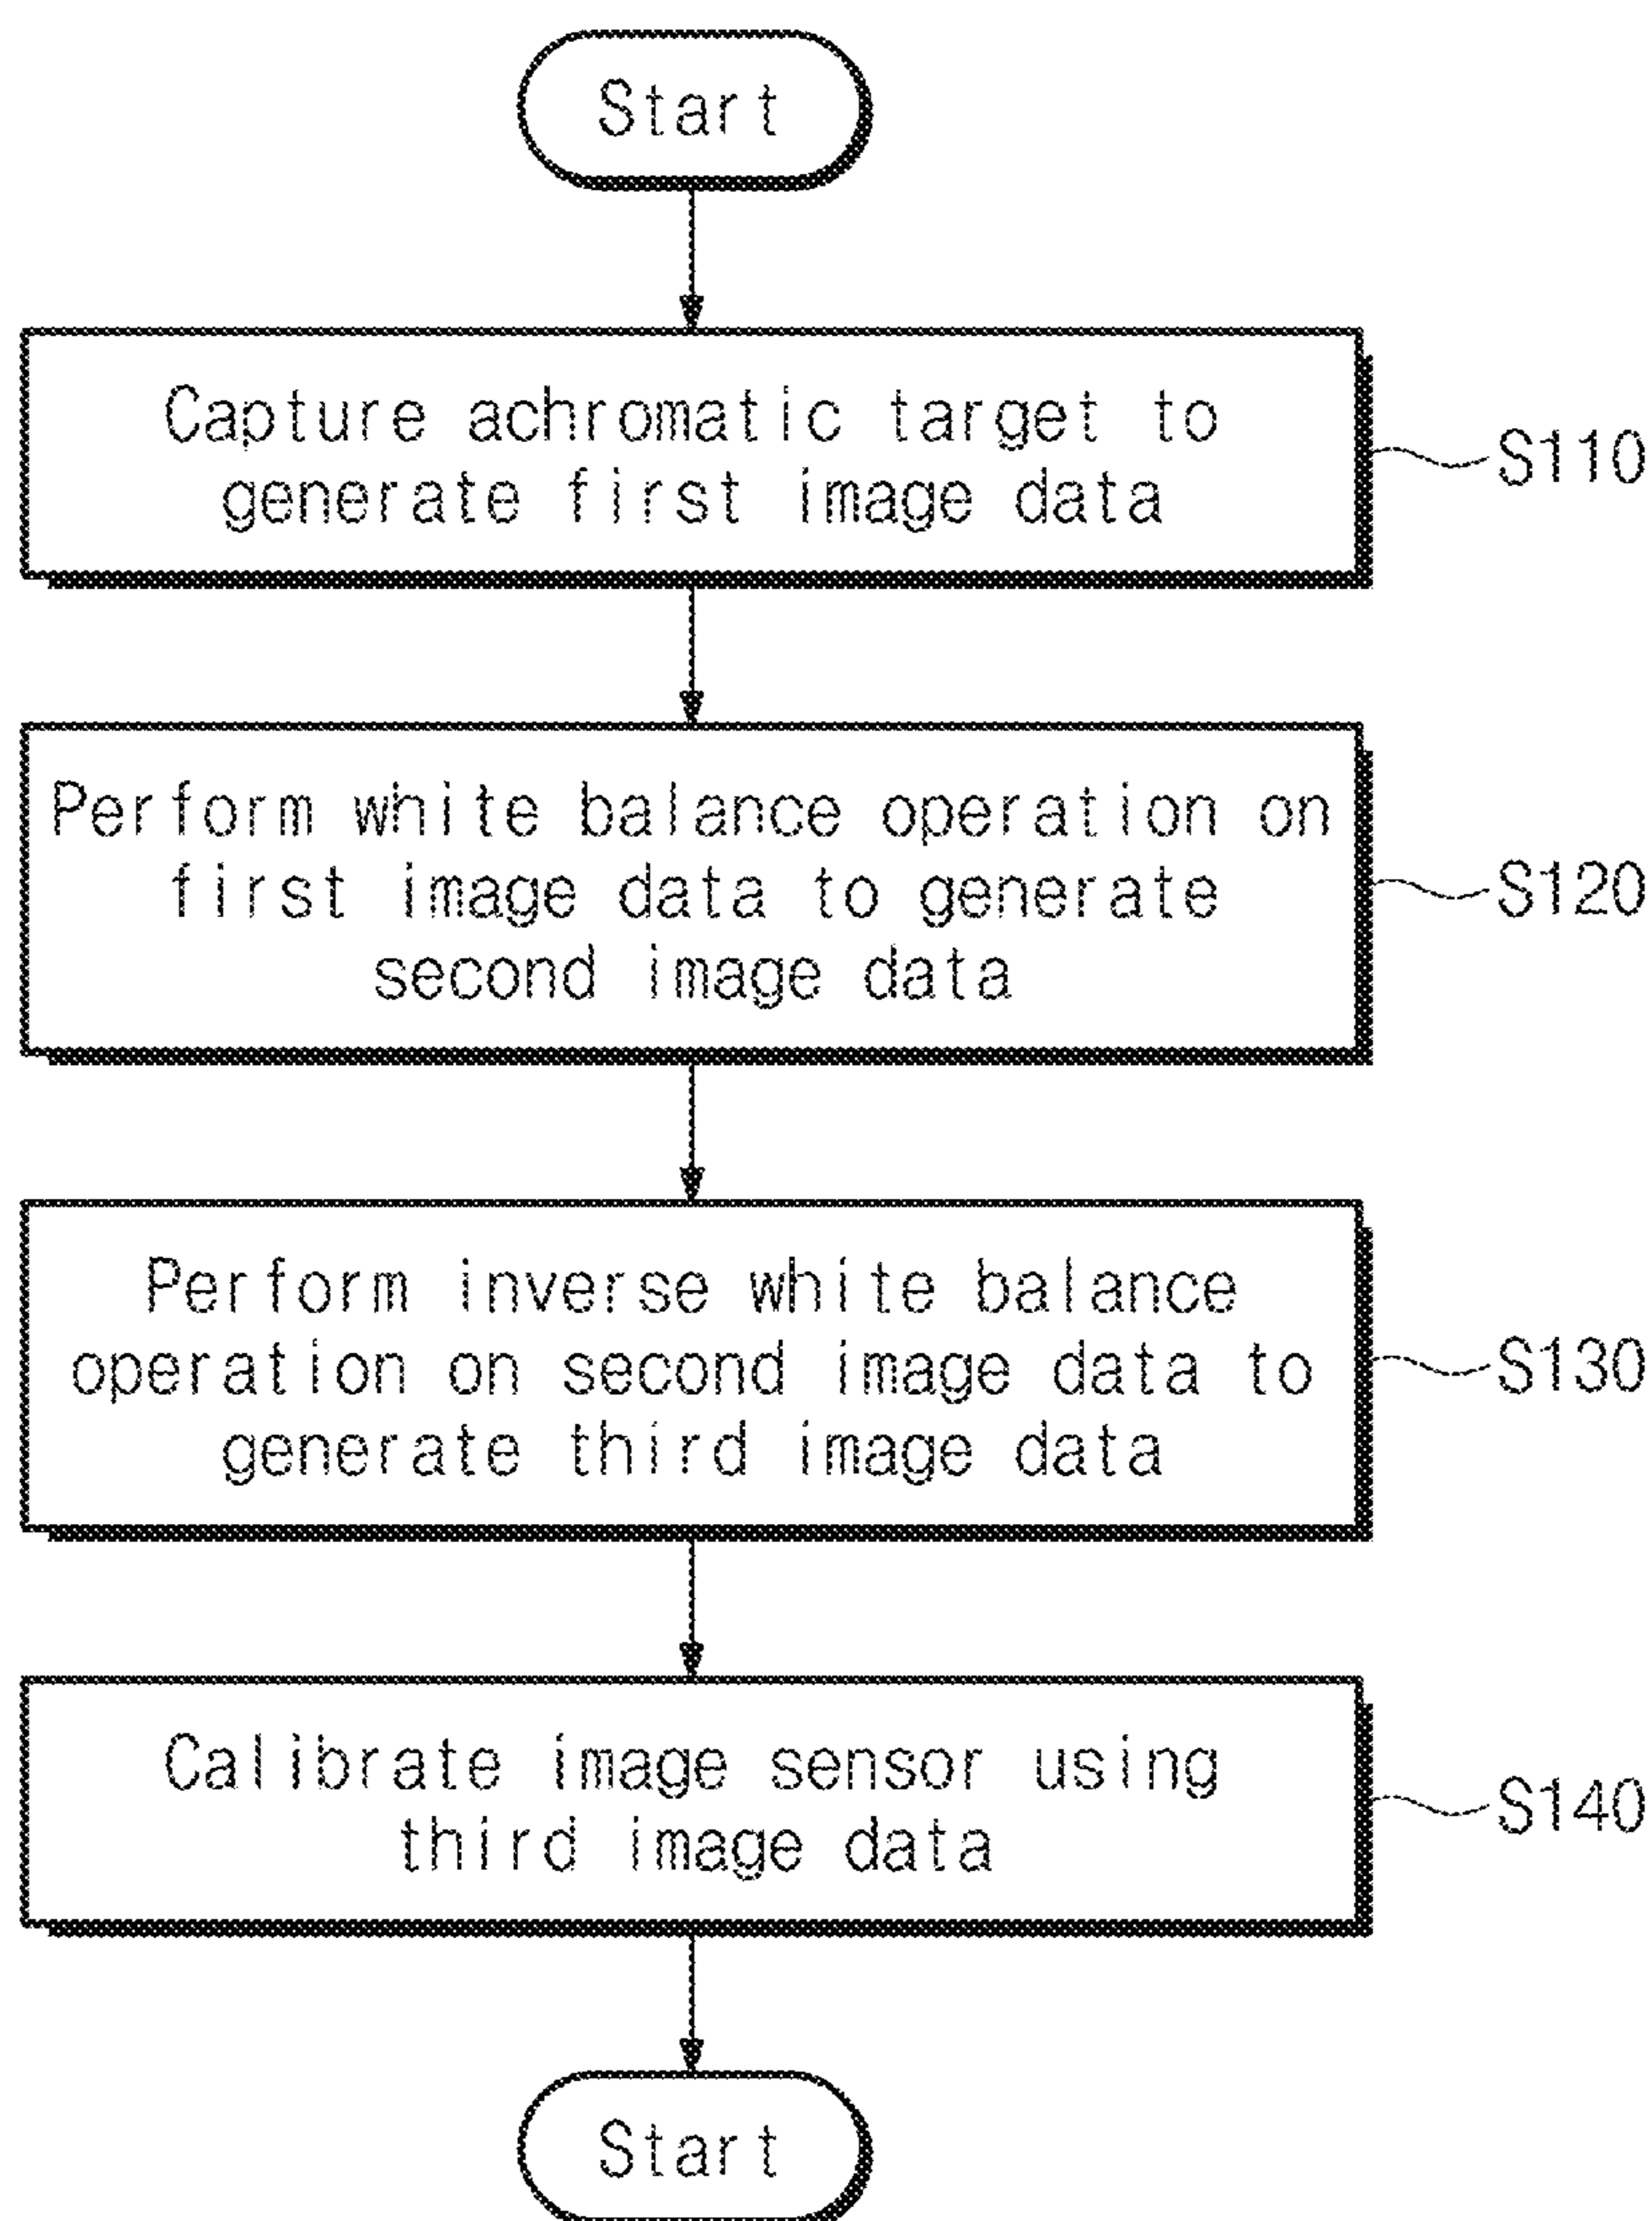 Start
Capture achromatic target to
generate first image data
S110
Perform white balance operation on
first image data to generate
second image data
S120
Perform inverse white balance
operation on second image data to
generate third image data
S130
Calibrate image sensor using
third image data
S140
Start